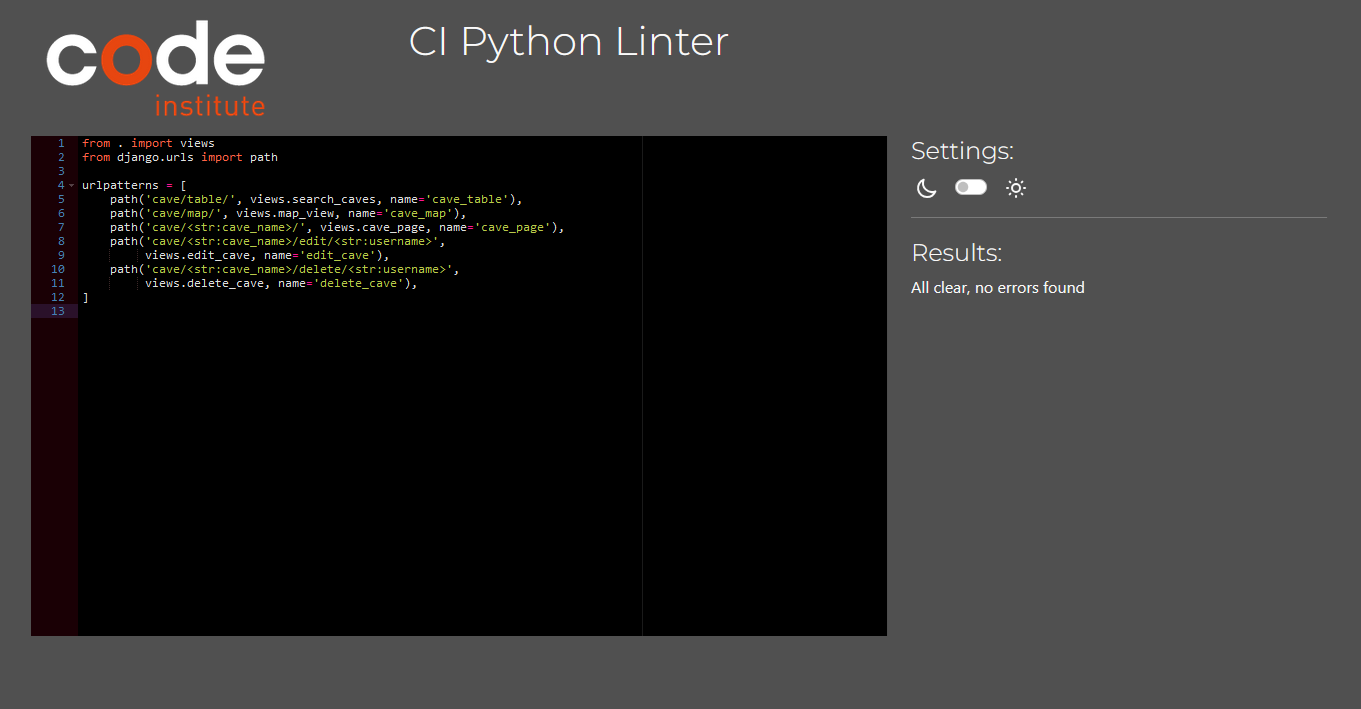 code
institute
CI Python Linter
1 from . import views
2 from django.urls import path
3
4 urlpatterns = [
5     path('cave/table/', views.search_caves, name='cave_table'),
6     path('cave/map/', views.map_view, name='cave_map'),
7     path('cave/<str:cave_name>/', views.cave_page, name='cave_page'),
8     path('cave/<str:cave_name>/edit/<str:username>',
9          views.edit_cave, name='edit_cave'),
10     path('cave/<str:cave_name>/delete/<str:username>',
11          views.delete_cave, name='delete_cave'),
12 ]
13
Settings:
Results:
All clear, no errors found